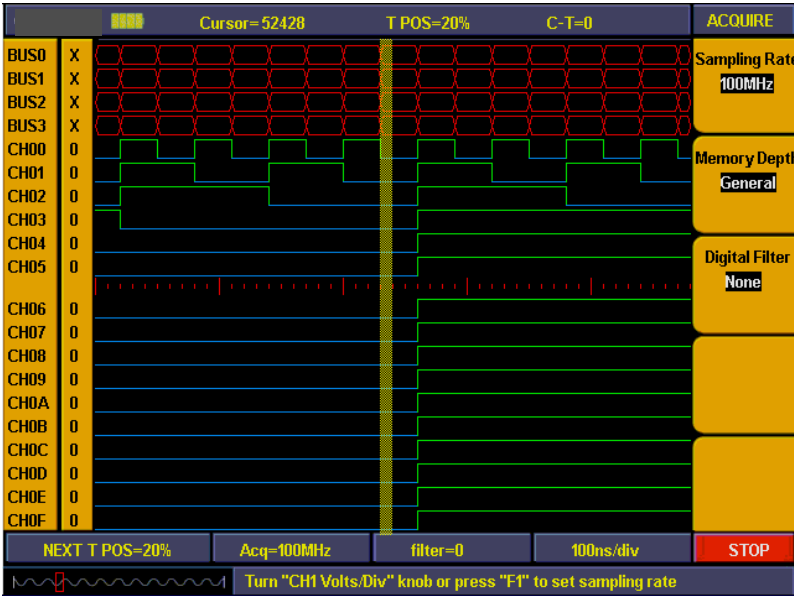 Cursor=52428 T POS=20% C-T=0 ACQUIRE
BUS0 X
BUS1 X
BUS2 X
BUS3 X
CH00 0
CH01 0
CH02 0
CH03 0
CH04 0
CH05 0
CH06 0
CH07 0
CH08 0
CH09 0
CH0A 0
CH0B 0
CH0C 0
CH0D 0
CH0E 0
CH0F 0
Sampling Rate
100MHz
Memory Depth
General
Digital Filter
None
NEXT T POS=20% Acq=100MHz filter=0 100ns/div STOP
Turn "CH1 Volts/Div" knob or press "F1" to set sampling rate